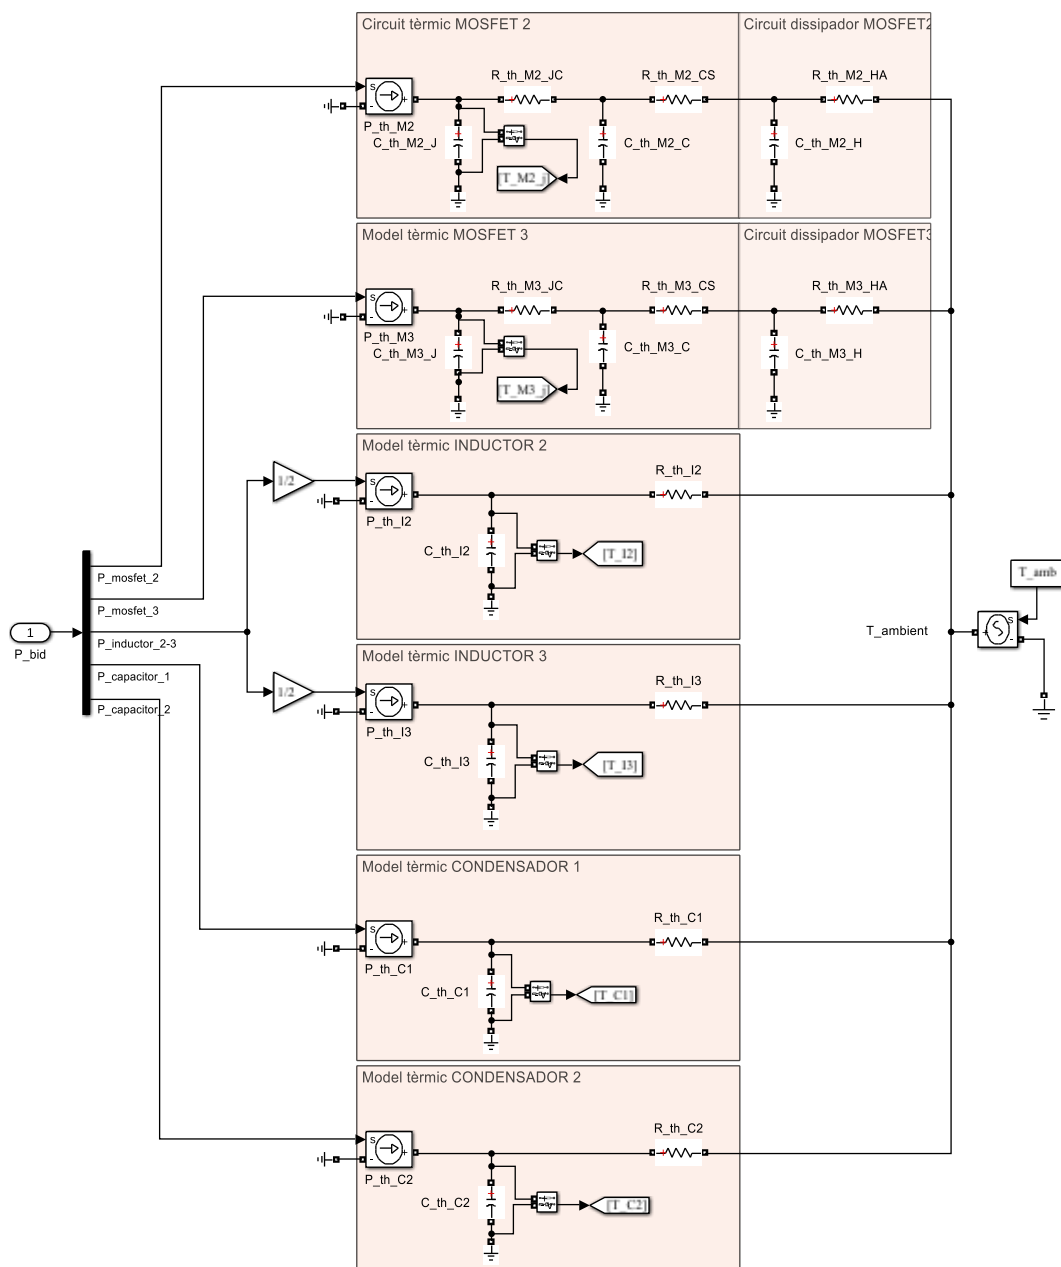 Circuit tèrmic MOSFET 2
Circuit dissipador MOSFET2
R_th_M2_JC
R_th_M2_CS
R_th_M2_HA
s
-
+
P_th_M2
C_th_M2_J
C_th_M2_C
C_th_M2_H
[T_M2_j]
Model tèrmic MOSFET 3
Circuit dissipador MOSFET3
R_th_M3_JC
R_th_M3_CS
R_th_M3_HA
s
-
+
P_th_M3
C_th_M3_J
C_th_M3_C
C_th_M3_H
[T_M3_j]
Model tèrmic INDUCTOR 2
R_th_I2
1/2
s
-
+
P_th_I2
C_th_I2
[T_I2]
P_mosfet_2
P_mosfet_3
P_inductor_2-3
P_capacitor_1
P_capacitor_2
1
P_bid
T_amb
T_ambient
s
-
+
Model tèrmic INDUCTOR 3
R_th_I3
1/2
s
-
+
P_th_I3
C_th_I3
[T_I3]
Model tèrmic CONDENSADOR 1
R_th_C1
s
-
+
P_th_C1
C_th_C1
[T_C1]
Model tèrmic CONDENSADOR 2
R_th_C2
s
-
+
P_th_C2
C_th_C2
[T_C2]